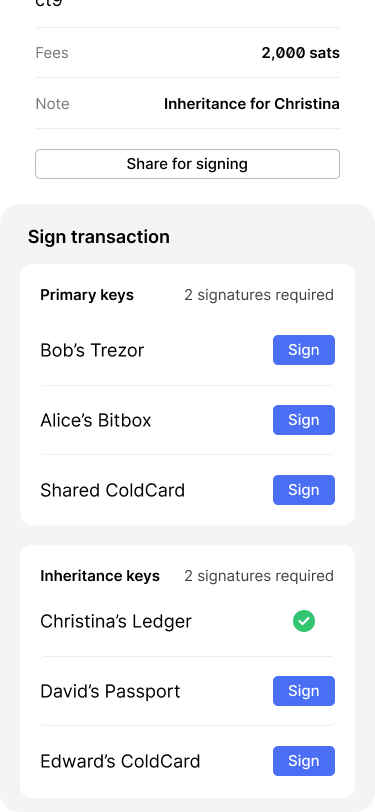 ct9
Fees 2,000 sats
Note Inheritance for Christina
Share for signing
Sign transaction
Primary keys 2 signatures required
Bob’s Trezor Sign
Alice’s Bitbox Sign
Shared ColdCard Sign
Inheritance keys 2 signatures required
Christina’s Ledger
David’s Passport Sign
Edward’s ColdCard Sign